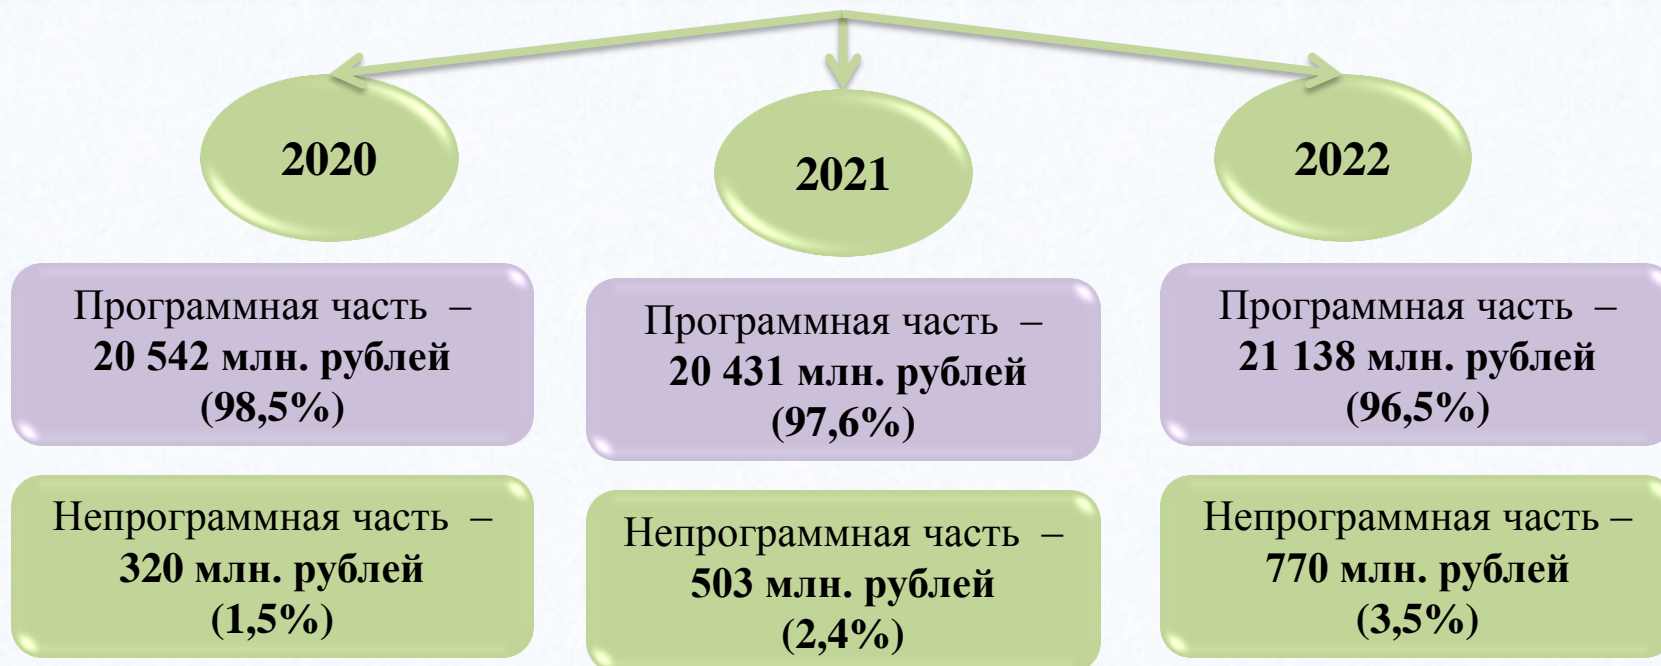 2020
2021
2022
Программная часть –
20 542 млн. рублей
(98,5%)
Программная часть –
20 431 млн. рублей
(97,6%)
Программная часть –
21 138 млн. рублей
(96,5%)
Непрограммная часть –
320 млн. рублей
(1,5%)
Непрограммная часть –
503 млн. рублей
(2,4%)
Непрограммная часть –
770 млн. рублей
(3,5%)